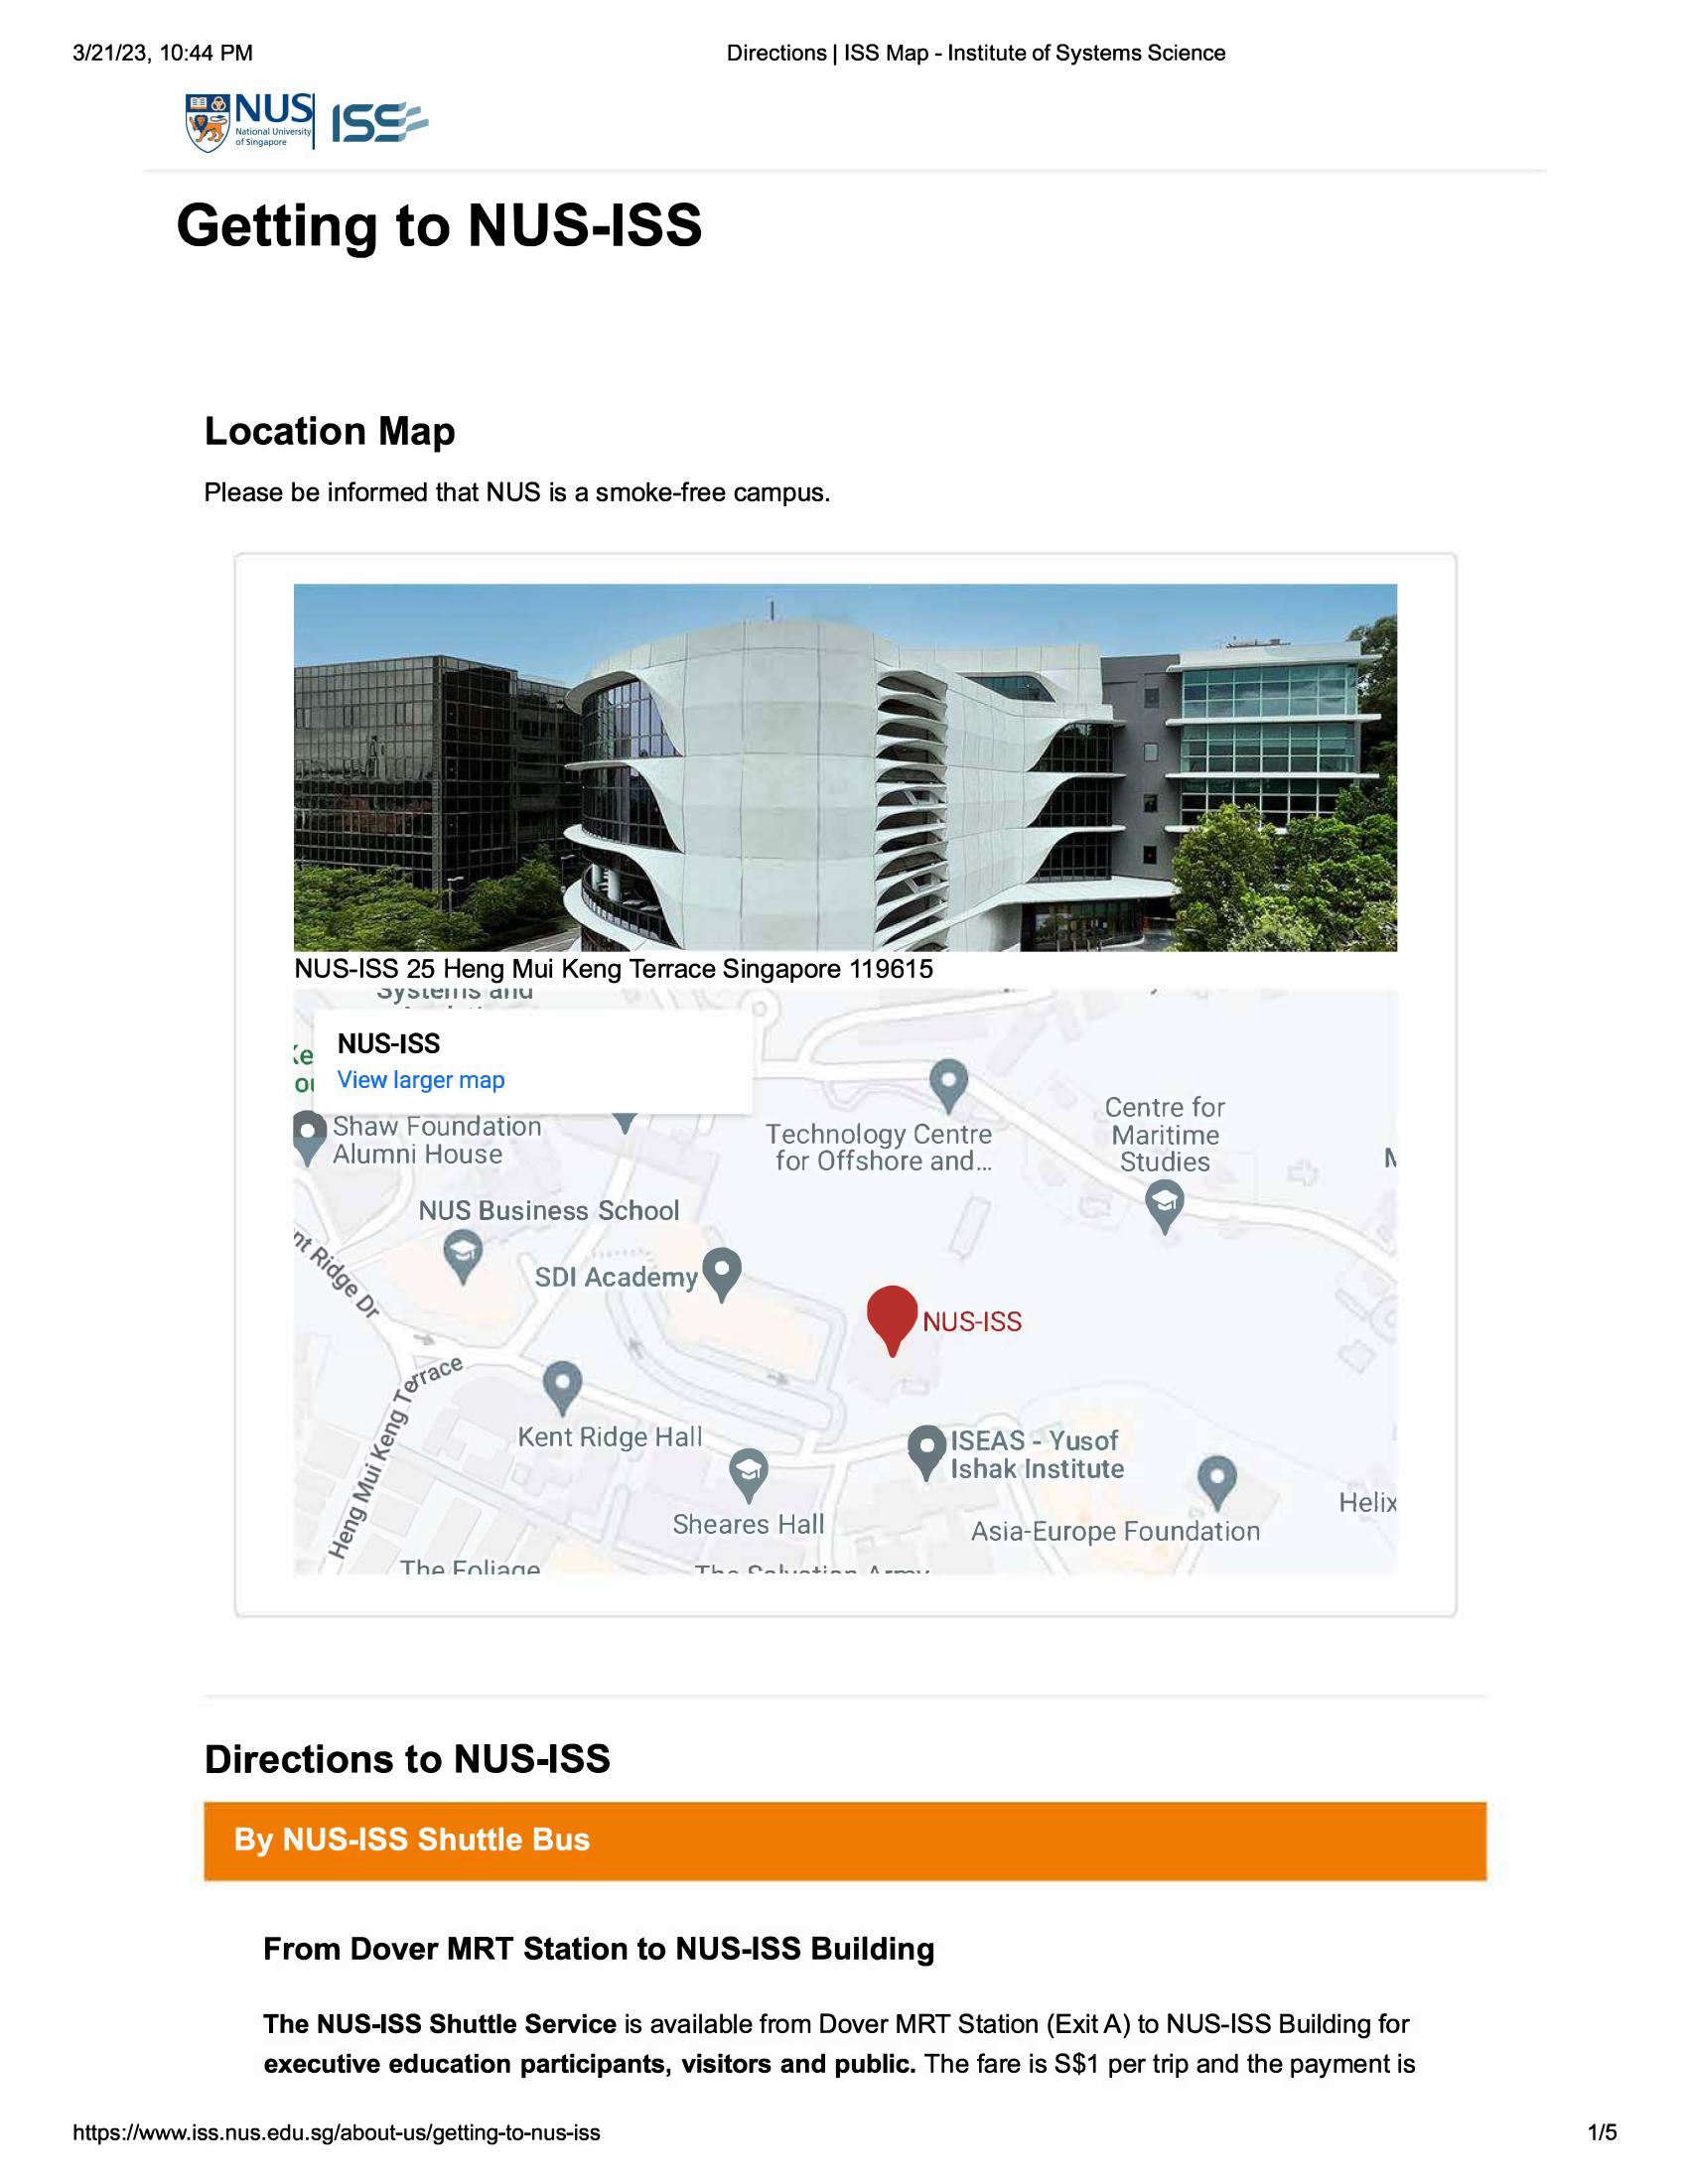 3/21/23, 10:44 PM
Directions | ISS Map - Institute of Systems Science
NUS
National University
of Singapore
ISS
Getting to NUS-ISS
Location Map
Please be informed that NUS is a smoke-free campus.
NUS-ISS 25 Heng Mui Keng Terrace Singapore 119615
Systems and
NUS-ISS
View larger map
Shaw Foundation
Alumni House
Technology Centre
for Offshore and...
Centre for
Maritime
Studies
NUS Business School
nt Ridge Dr
SDI Academy
NUS-ISS
Heng Mui Keng Terrace
Kent Ridge Hall
ISEAS - Yusof
Ishak Institute
Sheares Hall
Asia-Europe Foundation
Helix
The Foliage
The Salvation Army
Directions to NUS-ISS
By NUS-ISS Shuttle Bus
From Dover MRT Station to NUS-ISS Building
The NUS-ISS Shuttle Service is available from Dover MRT Station (Exit A) to NUS-ISS Building for
executive education participants, visitors and public. The fare is S$1 per trip and the payment is
https://www.iss.nus.edu.sg/about-us/getting-to-nus-iss
1/5